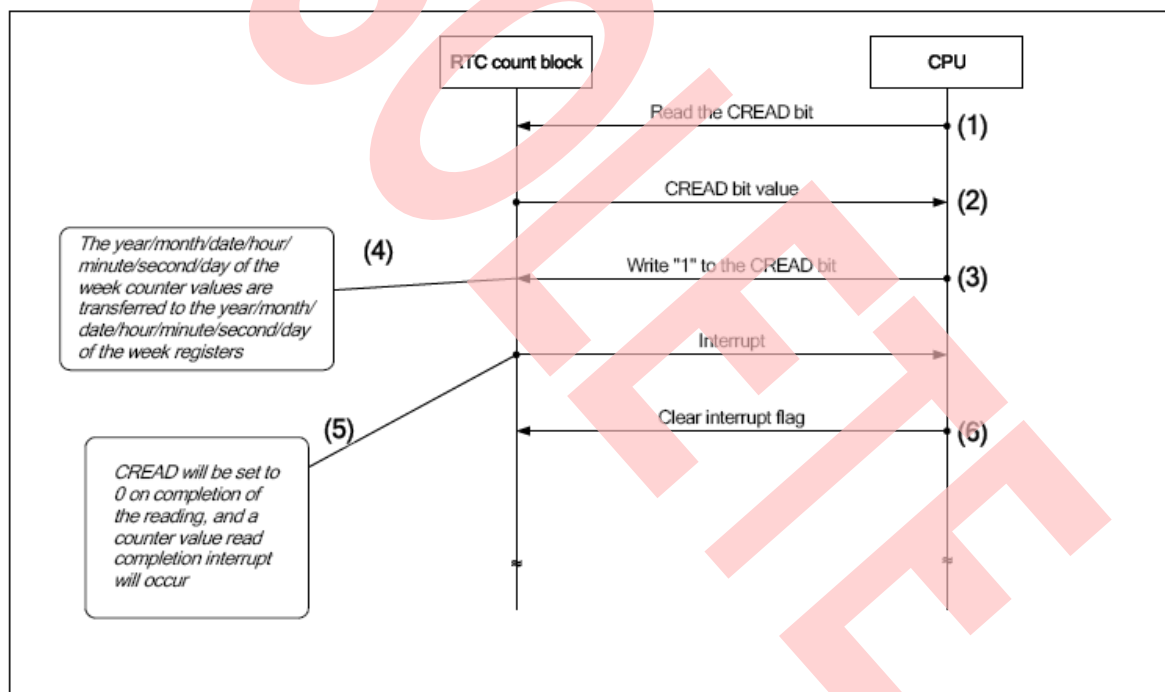 RTC count block
CPU
Read the CREAD bit
(1)
CREAD bit value
(2)
The year/month/date/hour/
minute/second/day of the
week counter values are
transferred to the year/month/
date/hour/minute/second/day
of the week registers
(4)
Write "1" to the CREAD bit
(3)
Interrupt
Clear interrupt flag
(5)
(6)
CREAD will be set to
0 on completion of
the reading, and a
counter value read
completion interrupt
will occur
≈
≈
SOLETE